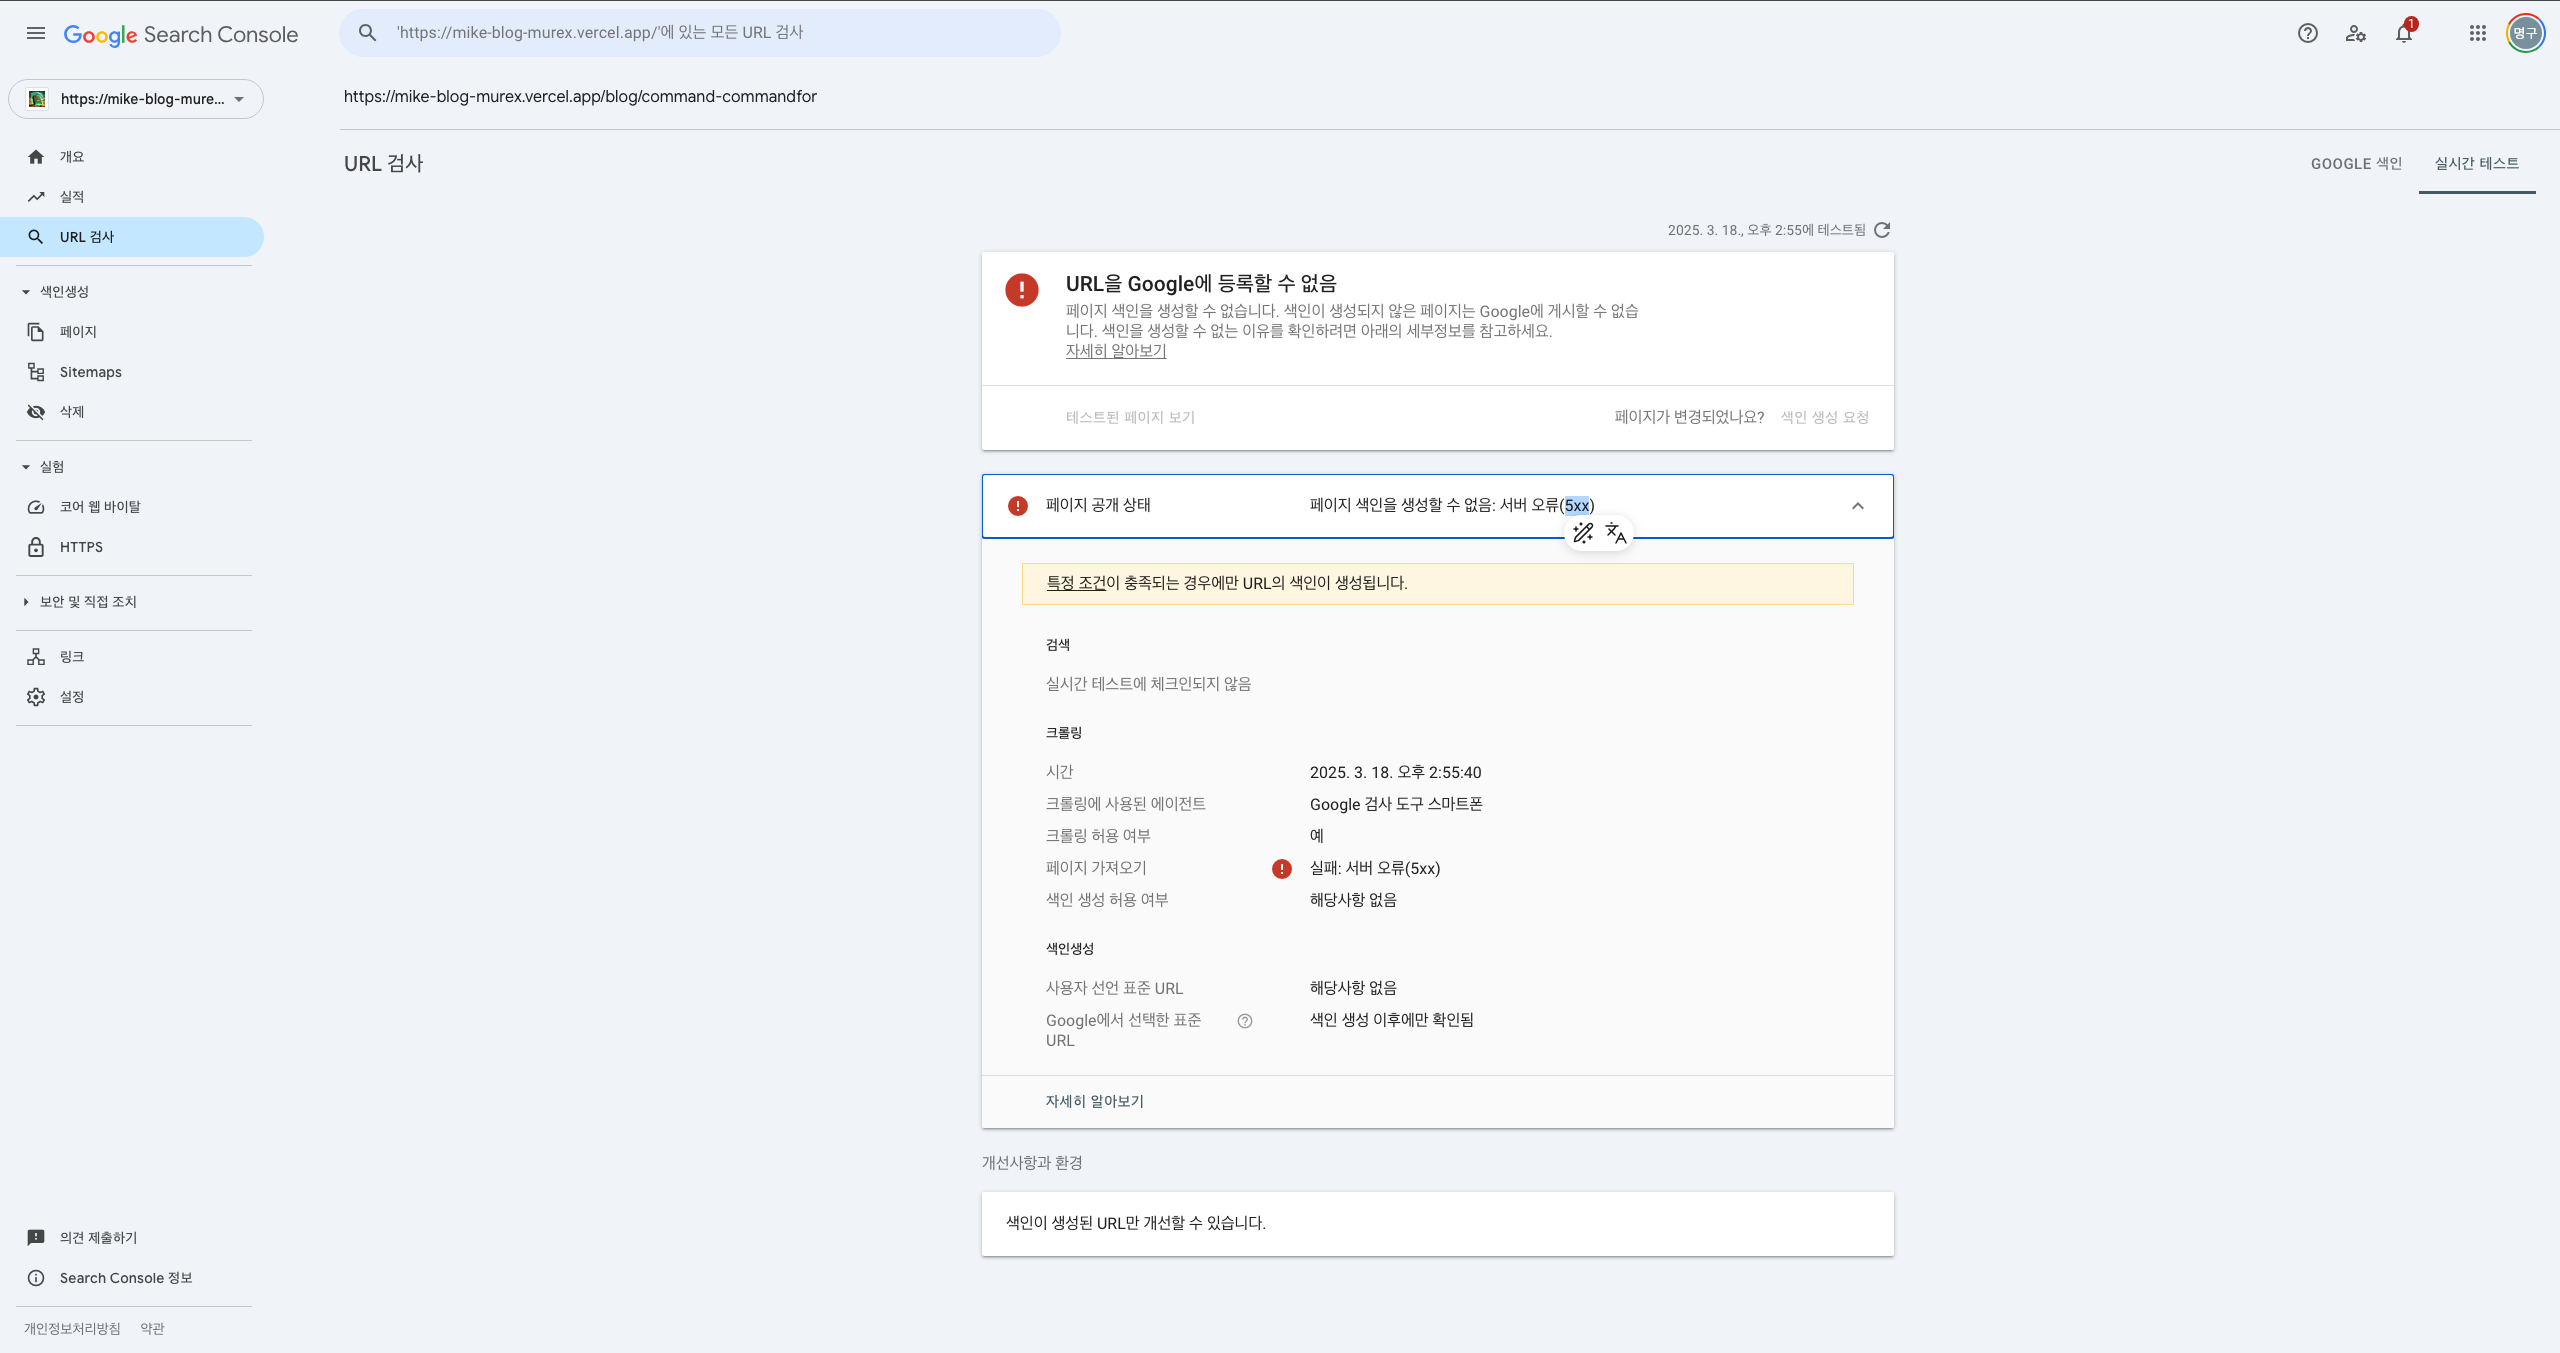 Google Search Console
'https://mike-blog-murex.vercel.app/'에 있는 모든 URL 검사
1
명구
https://mike-blog-mure...
https://mike-blog-murex.vercel.app/blog/command-commandfor
개요
실적
URL 검사
색인생성
페이지
Sitemaps
삭제
실험
코어 웹 바이탈
HTTPS
보안 및 직접 조치
링크
설정
의견 제출하기
Search Console 정보
개인정보처리방침 약관
URL 검사
GOOGLE 색인 실시간 테스트
2025. 3. 18., 오후 2:55에 테스트됨
URL을 Google에 등록할 수 없음
페이지 색인을 생성할 수 없습니다. 색인이 생성되지 않은 페이지는 Google에 게시할 수 없습
니다. 색인을 생성할 수 없는 이유를 확인하려면 아래의 세부정보를 참고하세요.
자세히 알아보기
테스트된 페이지 보기 페이지가 변경되었나요? 색인 생성 요청
페이지 공개 상태 페이지 색인을 생성할 수 없음: 서버 오류(5xx)
특정 조건이 충족되는 경우에만 URL의 색인이 생성됩니다.
검색
실시간 테스트에 체크인되지 않음
크롤링
시간 2025. 3. 18. 오후 2:55:40
크롤링에 사용된 에이전트 Google 검사 도구 스마트폰
크롤링 허용 여부 예
페이지 가져오기 실패: 서버 오류(5xx)
색인 생성 허용 여부 해당사항 없음
색인생성
사용자 선언 표준 URL 해당사항 없음
Google에서 선택한 표준 색인 생성 이후에만 확인됨
URL
자세히 알아보기
개선사항과 환경
색인이 생성된 URL만 개선할 수 있습니다.